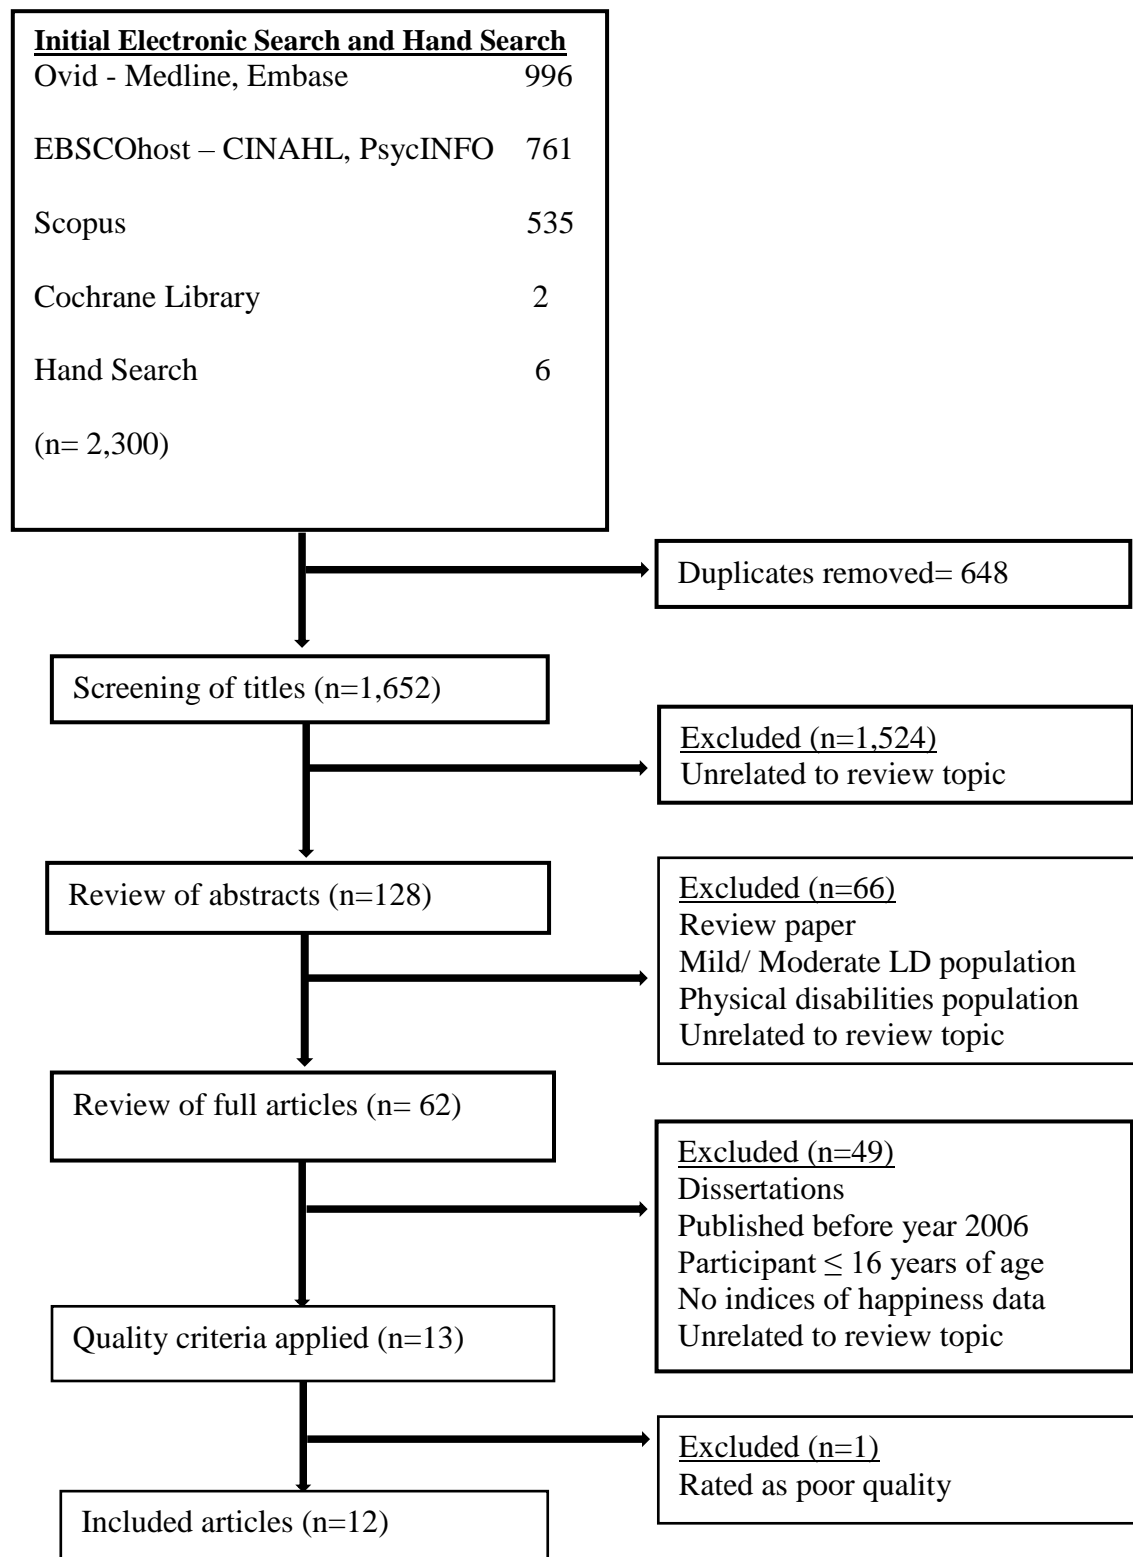 Initial Electronic Search and Hand Search
Ovid - Medline, Embase 996
EBSCOhost – CINAHL, PsycINFO 761
Scopus 535
Cochrane Library 2
Hand Search 6
(n= 2,300)
Duplicates removed= 648
Screening of titles (n=1,652)
Excluded (n=1,524)
Unrelated to review topic
Review of abstracts (n=128)
Excluded (n=66)
Review paper
Mild/ Moderate LD population
Physical disabilities population
Unrelated to review topic
Review of full articles (n= 62)
Excluded (n=49)
Dissertations
Published before year 2006
Participant ≤ 16 years of age
No indices of happiness data
Unrelated to review topic
Quality criteria applied (n=13)
Excluded (n=1)
Rated as poor quality
Included articles (n=12)